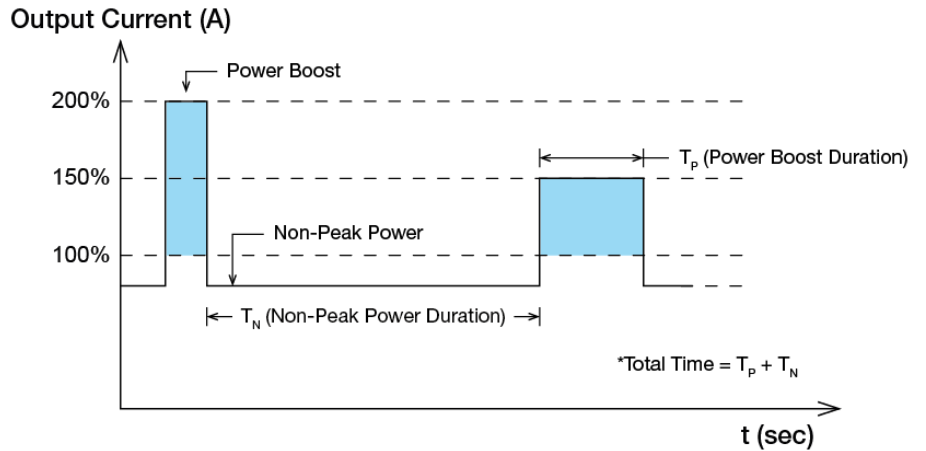 Output Current (A)
Power Boost
200%
T_P (Power Boost Duration)
150%
Non-Peak Power
100%
T_N (Non-Peak Power Duration)
*Total Time = T_P + T_N
t (sec)